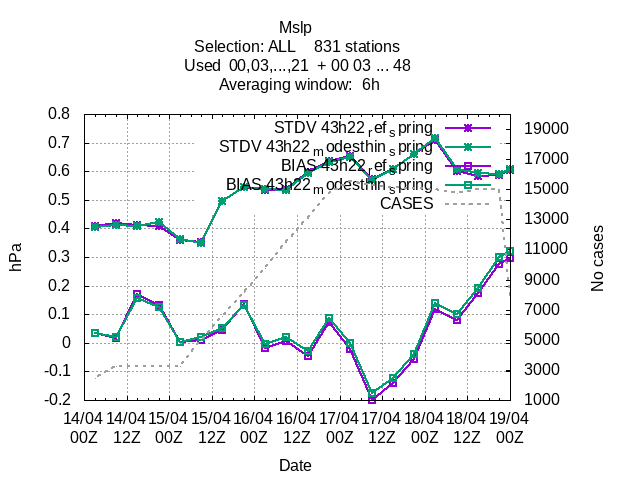 Mslp
Selection: ALL 831 stations
Used 00,03,...,21 + 00 03 ... 48
Averaging window: 6h
STDV 43h22_ref_spring
STDV 43h22_modesthin_spring
BIAS 43h22_ref_spring
BIAS 43h22_modesthin_spring
CASES
hPa
0.8
0.7
0.6
0.5
0.4
0.3
0.2
0.1
0
-0.1
-0.2
19000
17000
15000
13000
11000
9000
7000
5000
3000
1000
No cases
14/04 14/04 15/04 15/04 16/04 16/04 17/04 17/04 18/04 18/04 19/04
00Z 12Z 00Z 12Z 00Z 12Z 00Z 12Z 00Z 12Z 00Z
Date